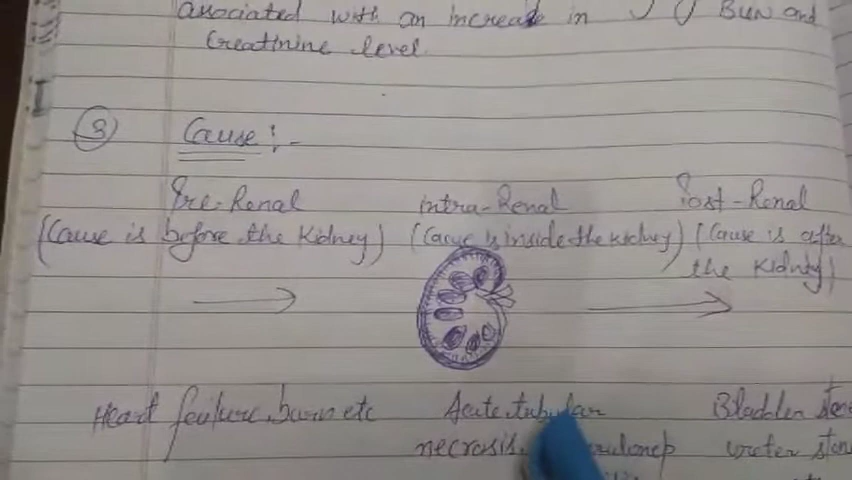 associated with an increase in BUN and
Creatinine level.
3 Cause :-
Pre-Renal intra-Renal Post-Renal
(Cause is before the Kidney) (Cause is inside the kidney) (Cause is after
the kidney)
Heart failure, burn etc Acute tubular Bladder
necrosis. ureter